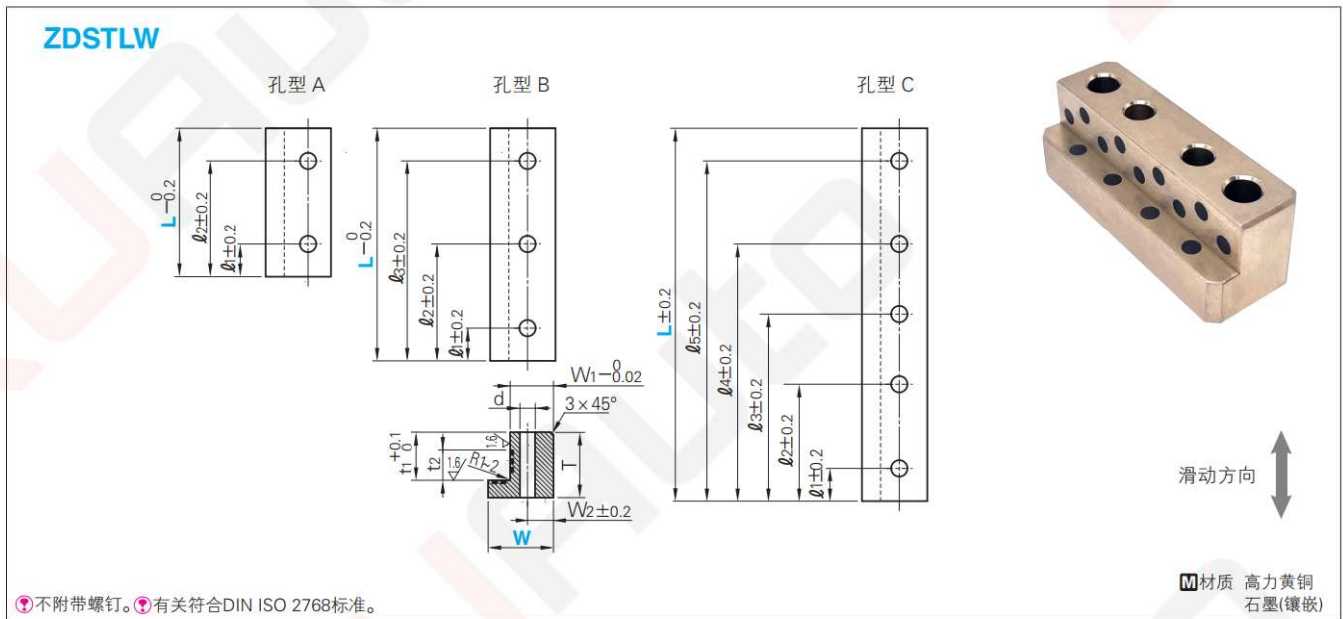 ZDSTLW
孔型 A
孔型 B
孔型 C
L 0 -0.2
ℓ2±0.2
ℓ1±0.2
L 0 -0.2
ℓ3±0.2
ℓ2±0.2
ℓ1±0.2
L±0.2
ℓ5±0.2
ℓ4±0.2
ℓ3±0.2
ℓ2±0.2
ℓ1±0.2
W1 0 -0.02
d
3×45°
t1 +0.1 0
t2
1.6
1.6
R1~2
T
W2±0.2
W
滑动方向
M材质 高力黄铜
石墨(镶嵌)
不附带螺钉。有关符合DIN ISO 2768标准。